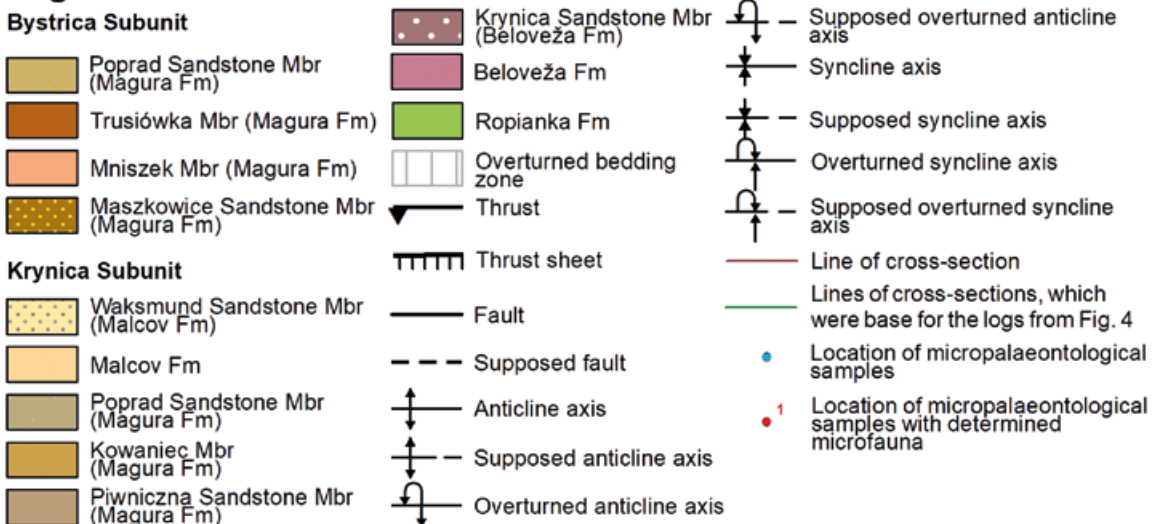 Bystrica Subunit
Poprad Sandstone Mbr
(Magura Fm)
Trusiówka Mbr (Magura Fm)
Mniszek Mbr (Magura Fm)
Maszkowice Sandstone Mbr
(Magura Fm)
Krynica Subunit
Waksmund Sandstone Mbr
(Malcov Fm)
Malcov Fm
Poprad Sandstone Mbr
(Magura Fm)
Kowaniec Mbr
(Magura Fm)
Piwniczna Sandstone Mbr
(Magura Fm)
Krynica Sandstone Mbr
(Beloveža Fm)
Beloveža Fm
Ropianka Fm
Overturned bedding
zone
Thrust
Thrust sheet
Fault
Supposed fault
Anticline axis
Supposed anticline axis
Overturned anticline axis
Supposed overturned anticline
axis
Syncline axis
Supposed syncline axis
Overturned syncline axis
Supposed overturned syncline
axis
Line of cross-section
Lines of cross-sections, which
were base for the logs from Fig. 4
Location of micropalaeontological
samples
1
Location of micropalaeontological
samples with determined
microfauna